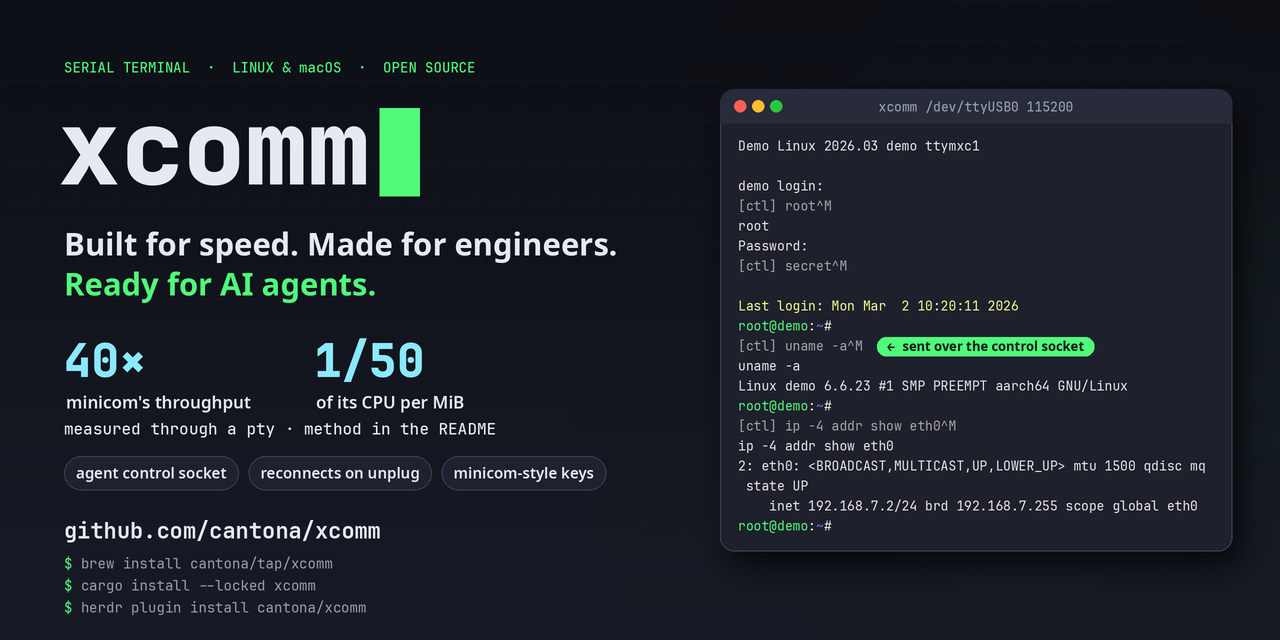 SERIAL TERMINAL · LINUX & macOS · OPEN SOURCE
xcomm
Built for speed. Made for engineers.
Ready for AI agents.
40× 1/50
minicom's throughput of its CPU per MiB
measured through a pty · method in the README
agent control socket reconnects on unplug minicom-style keys
github.com/cantona/xcomm
$ brew install cantona/tap/xcomm
$ cargo install --locked xcomm
$ herdr plugin install cantona/xcomm
xcomm /dev/ttyUSB0 115200
Demo Linux 2026.03 demo ttymxc1
demo login:
[ctl] root^M
root
Password:
[ctl] secret^M
Last login: Mon Mar  2 10:20:11 2026
root@demo:~#
[ctl] uname -a^M ← sent over the control socket
uname -a
Linux demo 6.6.23 #1 SMP PREEMPT aarch64 GNU/Linux
root@demo:~#
[ctl] ip -4 addr show eth0^M
ip -4 addr show eth0
2: eth0: <BROADCAST,MULTICAST,UP,LOWER_UP> mtu 1500 qdisc mq
state UP
inet 192.168.7.2/24 brd 192.168.7.255 scope global eth0
root@demo:~#